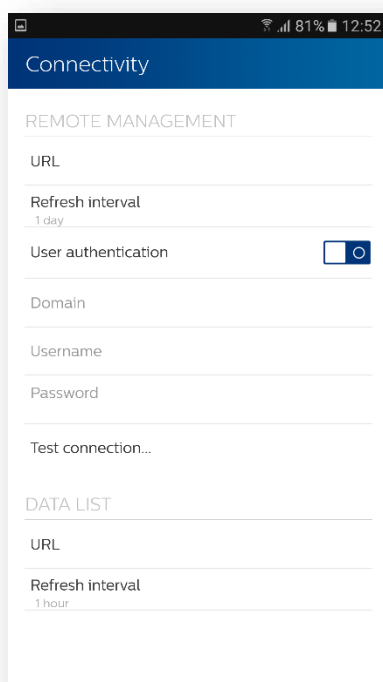 81% 12:52
Connectivity
REMOTE MANAGEMENT
URL
Refresh interval
1 day
User authentication
Domain
Username
Password
Test connection...
DATA LIST
URL
Refresh interval
1 hour